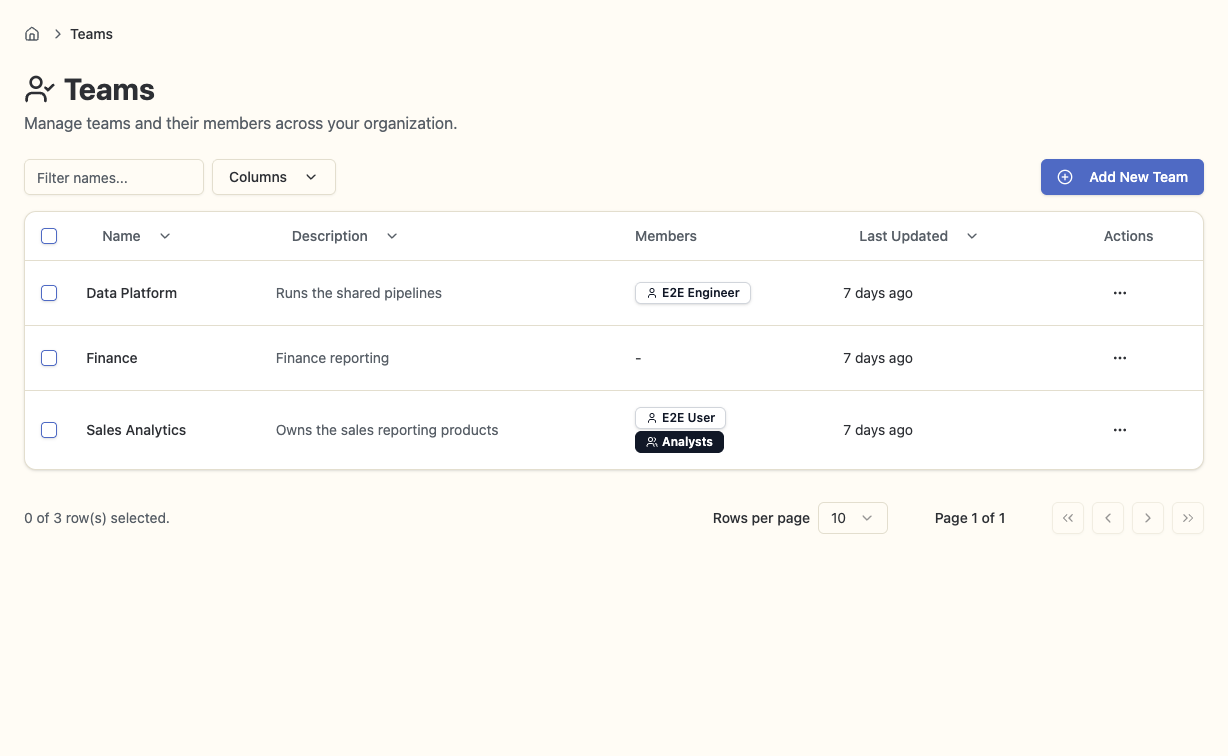 Teams
Teams
Manage teams and their members across your organization.
Filter names...
Columns
Add New Team
Name Description Members Last Updated Actions
Data Platform Runs the shared pipelines E2E Engineer 7 days ago
Finance Finance reporting - 7 days ago
Sales Analytics Owns the sales reporting products E2E User 7 days ago
Analysts
0 of 3 row(s) selected. Rows per page 10 Page 1 of 1